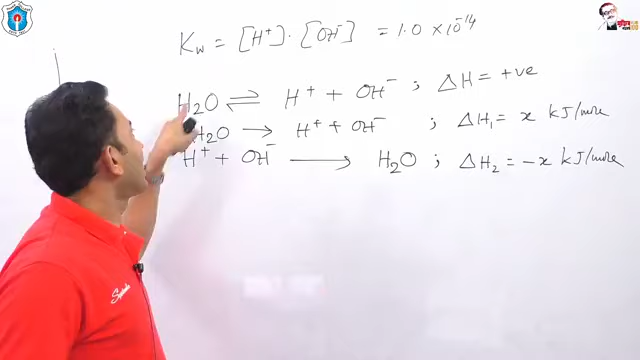 Kw = [H⁺]·[OH⁻] = 1.0 × 10⁻¹⁴
H₂O ⇌ H⁺ + OH⁻ ; ΔH = +ve
H₂O → H⁺ + OH⁻ ; ΔH₁ = x kJ/mole
H⁺ + OH⁻ → H₂O ; ΔH₂ = -x kJ/mole